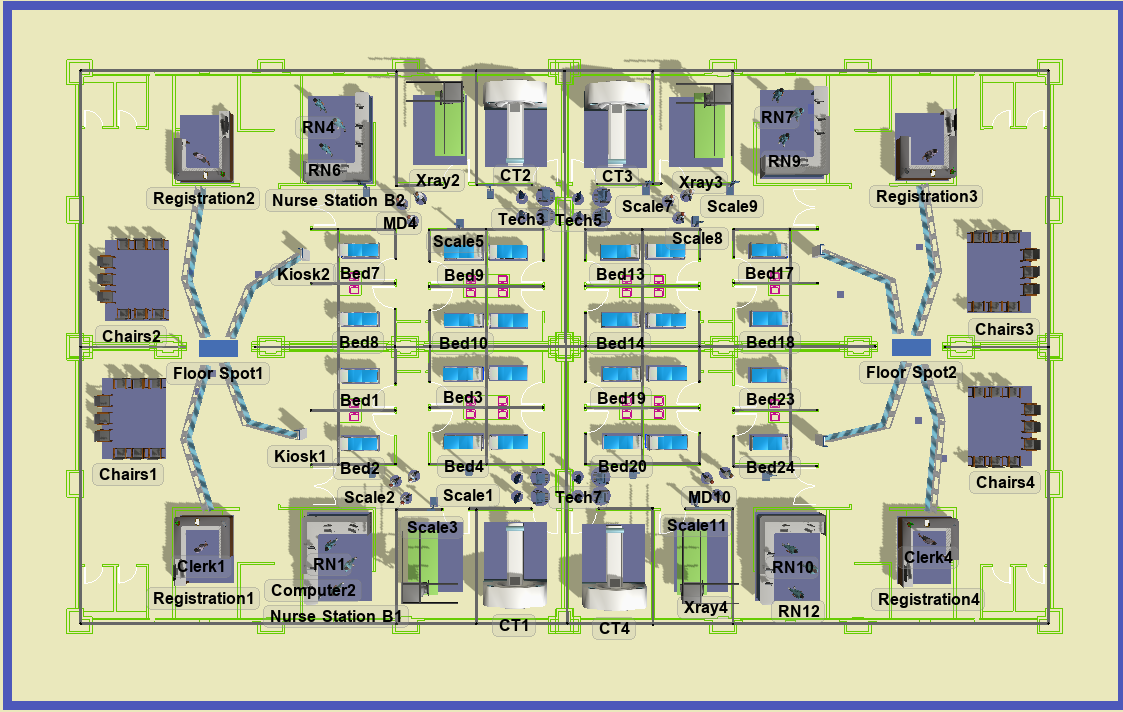 RN4
RN7
RN6
RN9
Xray2
CT2
CT3
Xray3
Registration2
Nurse Station B2
Registration3
MD4
Tech3
Tech5
Scale7
Scale9
Scale5
Scale8
Kiosk2
Bed7
Bed9
Bed13
Bed17
Chairs2
Chairs3
Bed8
Bed10
Bed14
Bed18
Floor Spot1
Floor Spot2
Bed1
Bed3
Bed19
Bed23
Kiosk1
Bed2
Bed4
Bed20
Bed24
Chairs1
Chairs4
Scale2
Scale1
Tech7
MD10
Scale3
Scale11
Clerk1
RN1
RN10
Clerk4
Computer2
Registration1
Registration4
Nurse Station B1
CT1
CT4
Xray4
RN12